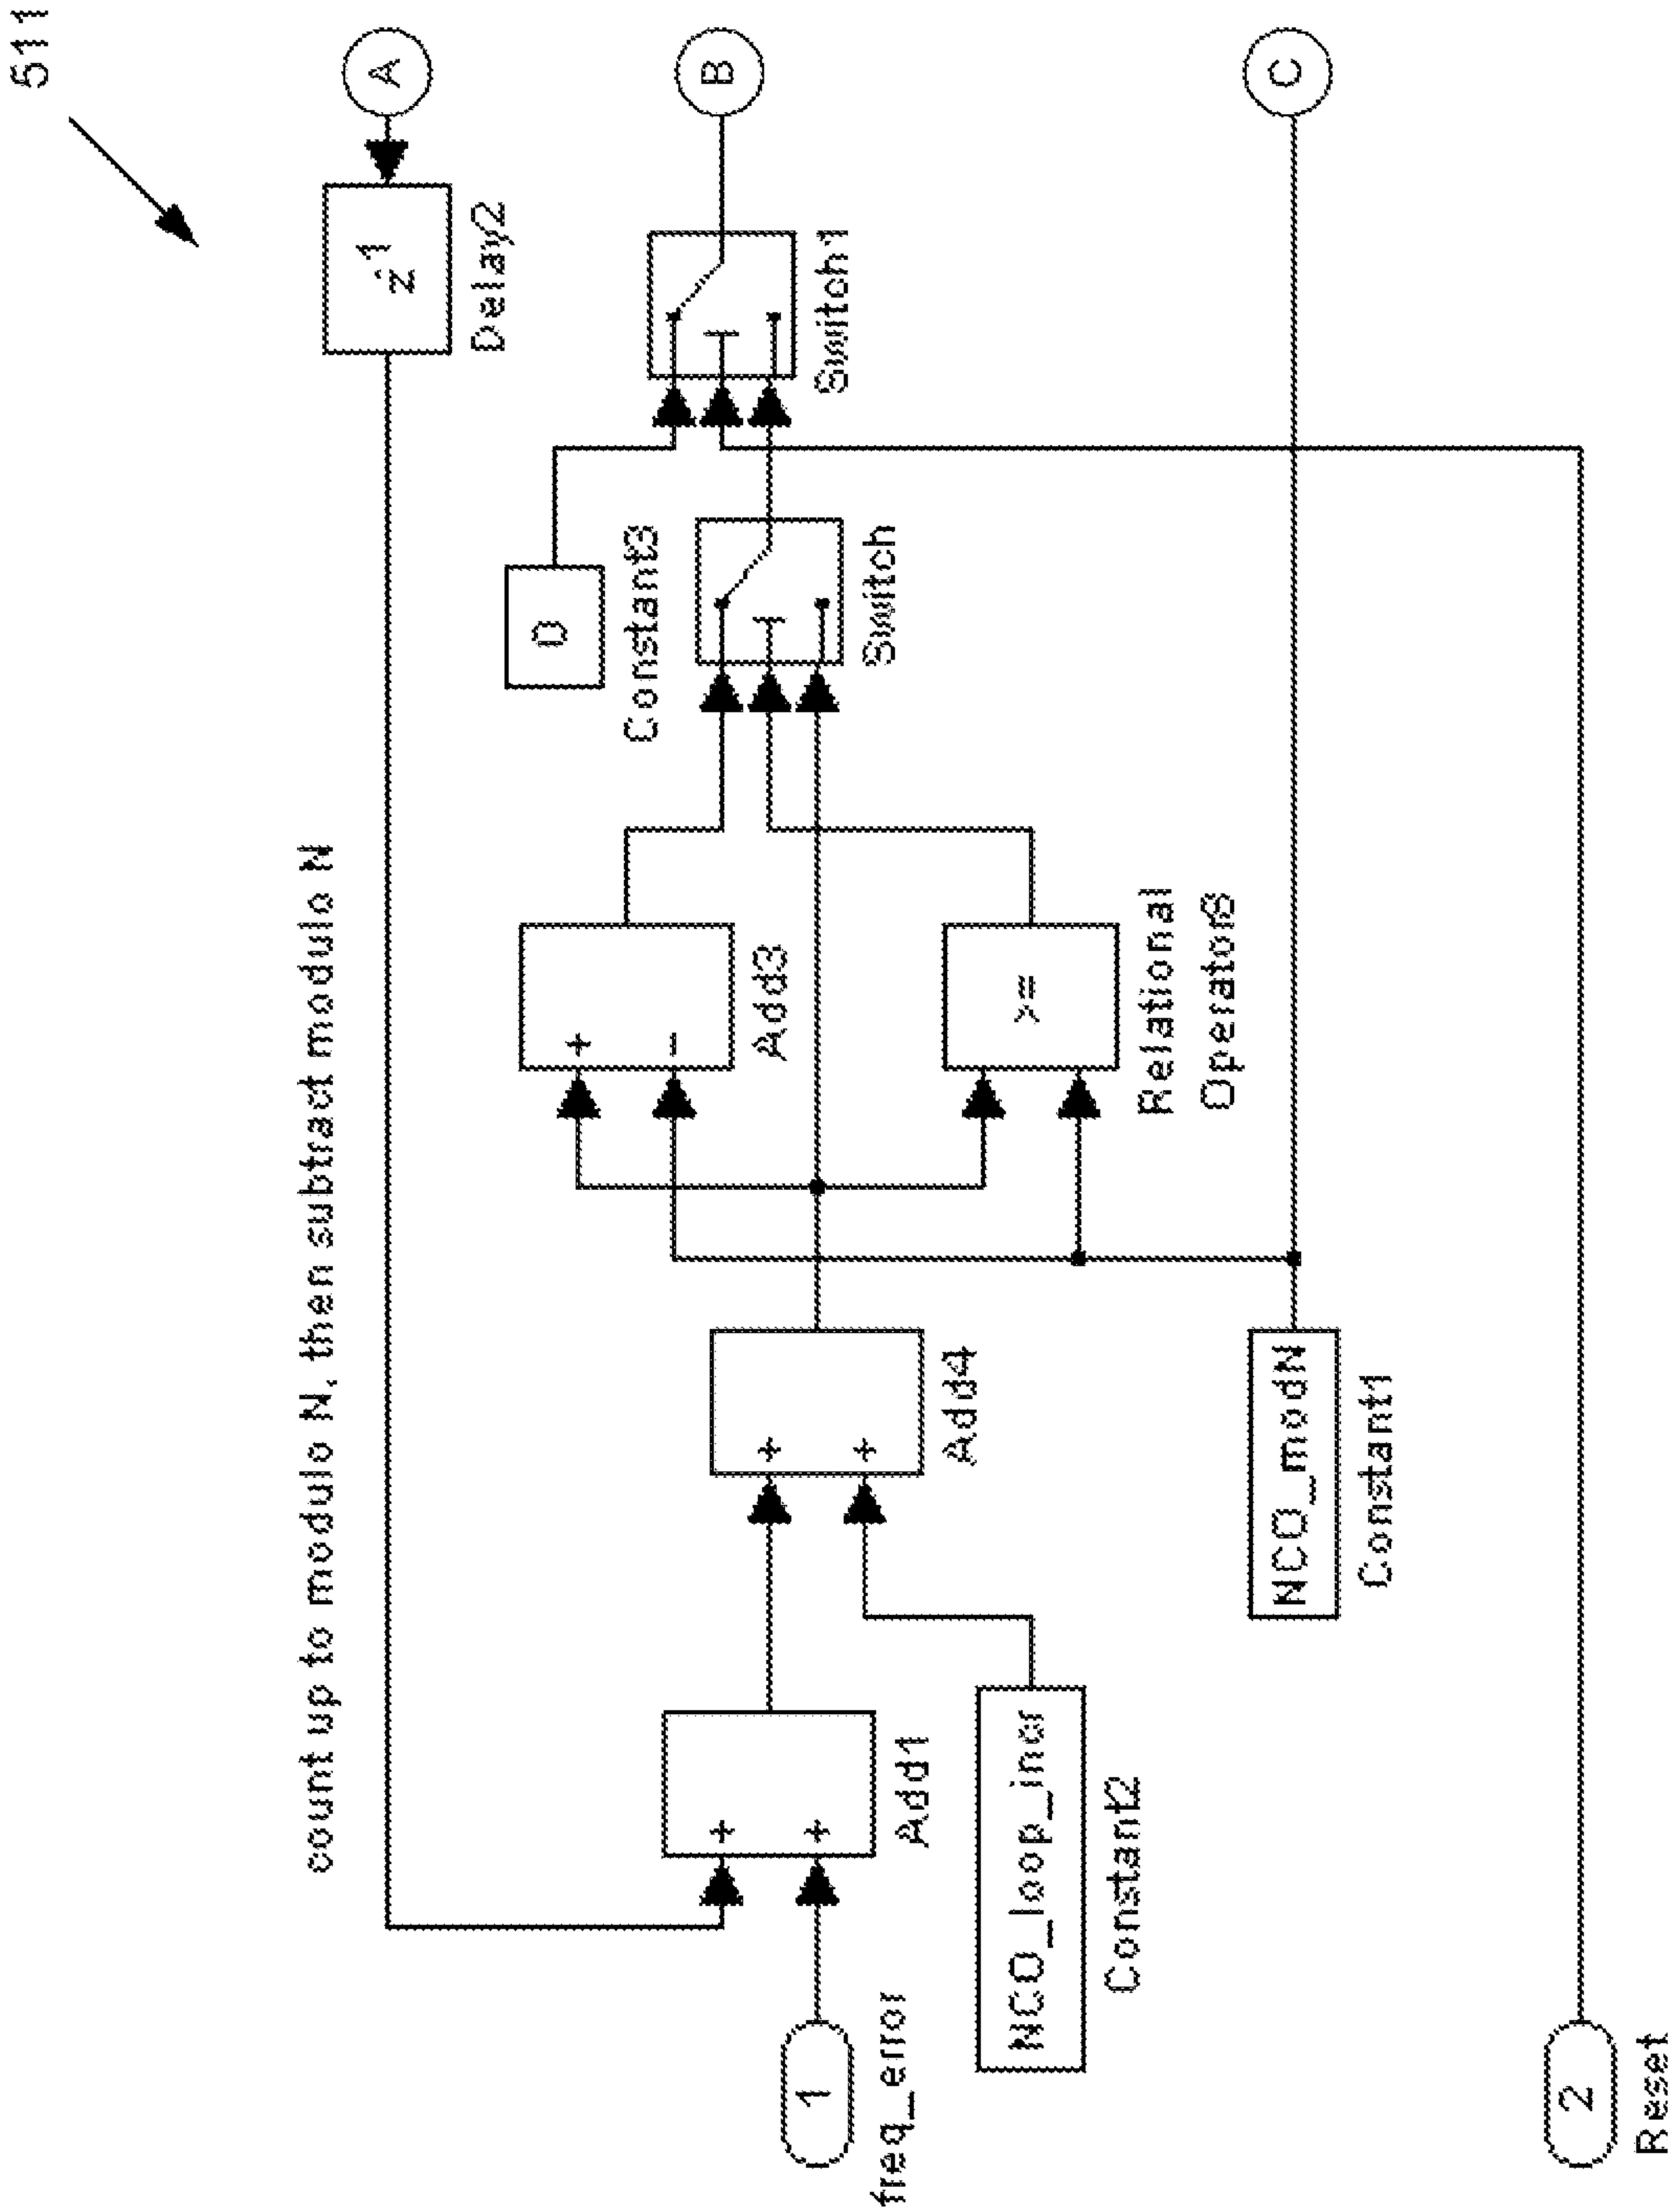 511
count up to modulo N, then subtract modulo N
A
z-1
Delay2
0
Constant3
B
Switch1
Switch
+
-
Add3
+
+
Add4
+
+
Add1
1
freq_error
NCO_loop_incr
Constant2
>=
Relational
Operator8
NCO_modN
Constant1
C
2
Reset